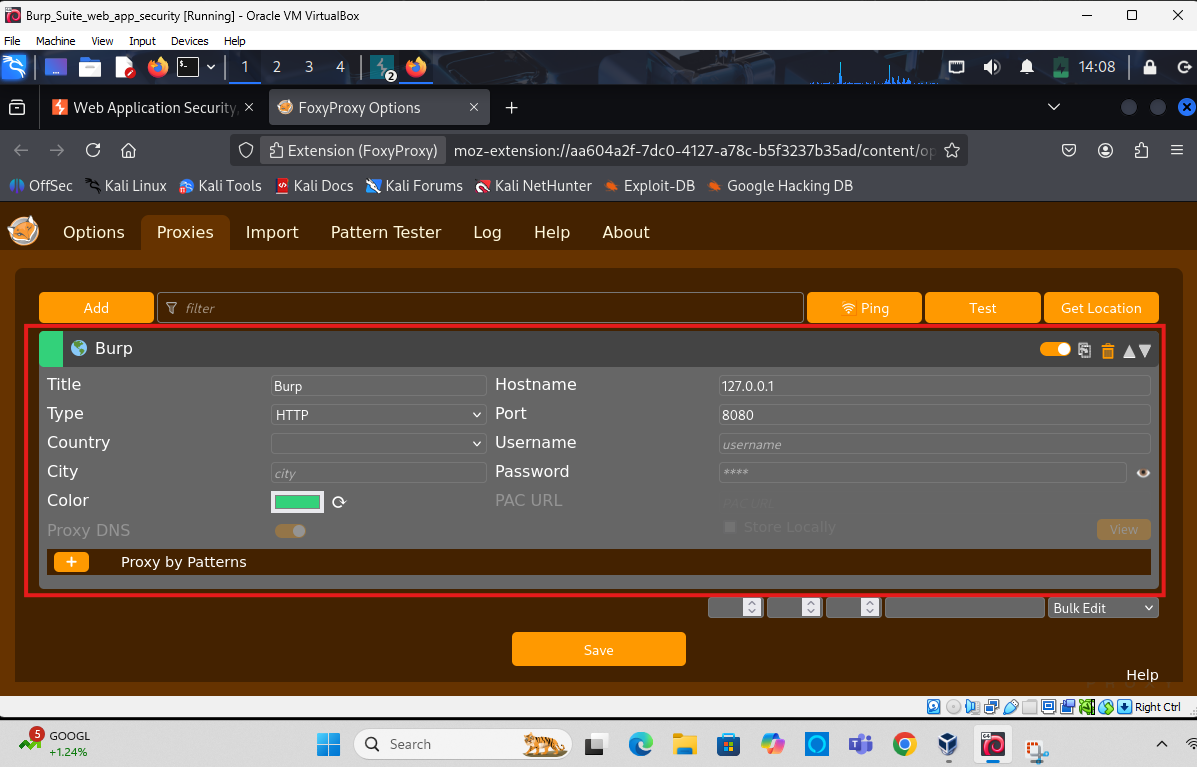 Burp_Suite_web_app_security [Running] - Oracle VM VirtualBox
File Machine View Input Devices Help
1 2 3 4 2 14:08
Web Application Security, FoxyProxy Options
Extension (FoxyProxy) moz-extension://aa604a2f-7dc0-4127-a78c-b5f3237b35ad/content/op
OffSec Kali Linux Kali Tools Kali Docs Kali Forums Kali NetHunter Exploit-DB Google Hacking DB
Options Proxies Import Pattern Tester Log Help About
Add filter Ping Test Get Location
Burp
Title Burp Hostname 127.0.0.1
Type HTTP Port 8080
Country Username username
City city Password ****
Color PAC URL PAC URL
Proxy DNS Store Locally View
+ Proxy by Patterns
Bulk Edit
Save
Help
Right Ctrl
5 GOOGL
+1.24%
Search